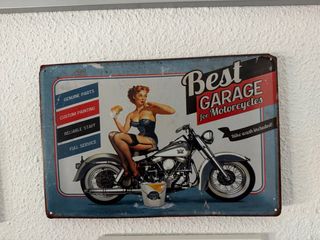 Best
GARAGE
for Motorcycles
GENUINE PARTS
CUSTOM PAINTING
RELIABLE STAFF
FULL SERVICE
Bike wash included!